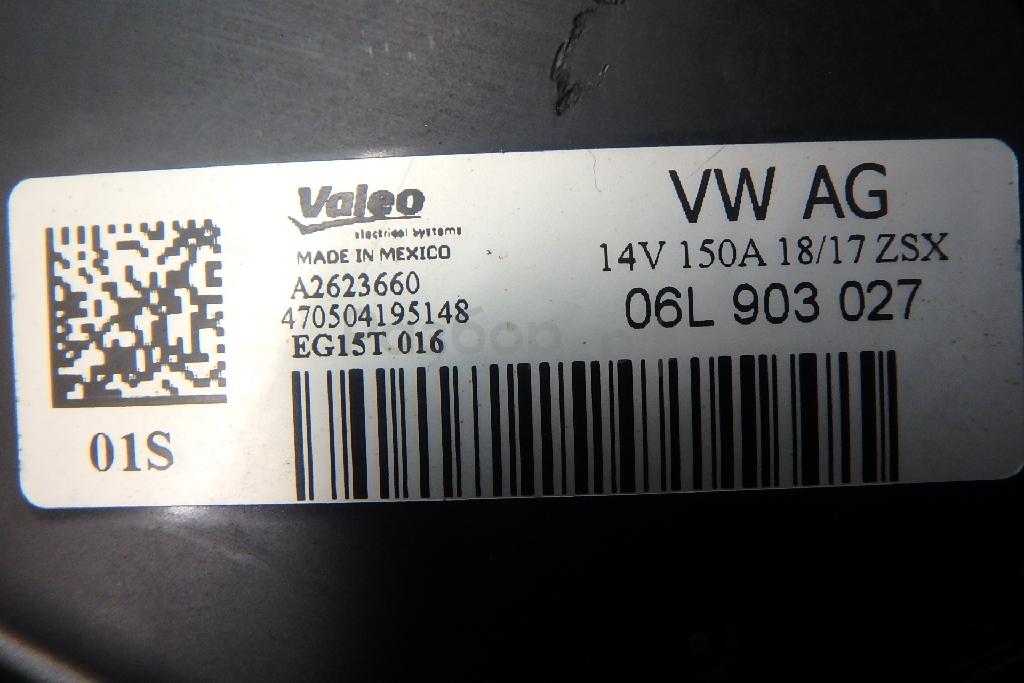 Valeo
electrical systems
MADE IN MEXICO
A2623660
470504195148
EG15T 016
01S
VW AG
14V 150A 18/17 ZSX
06L 903 027